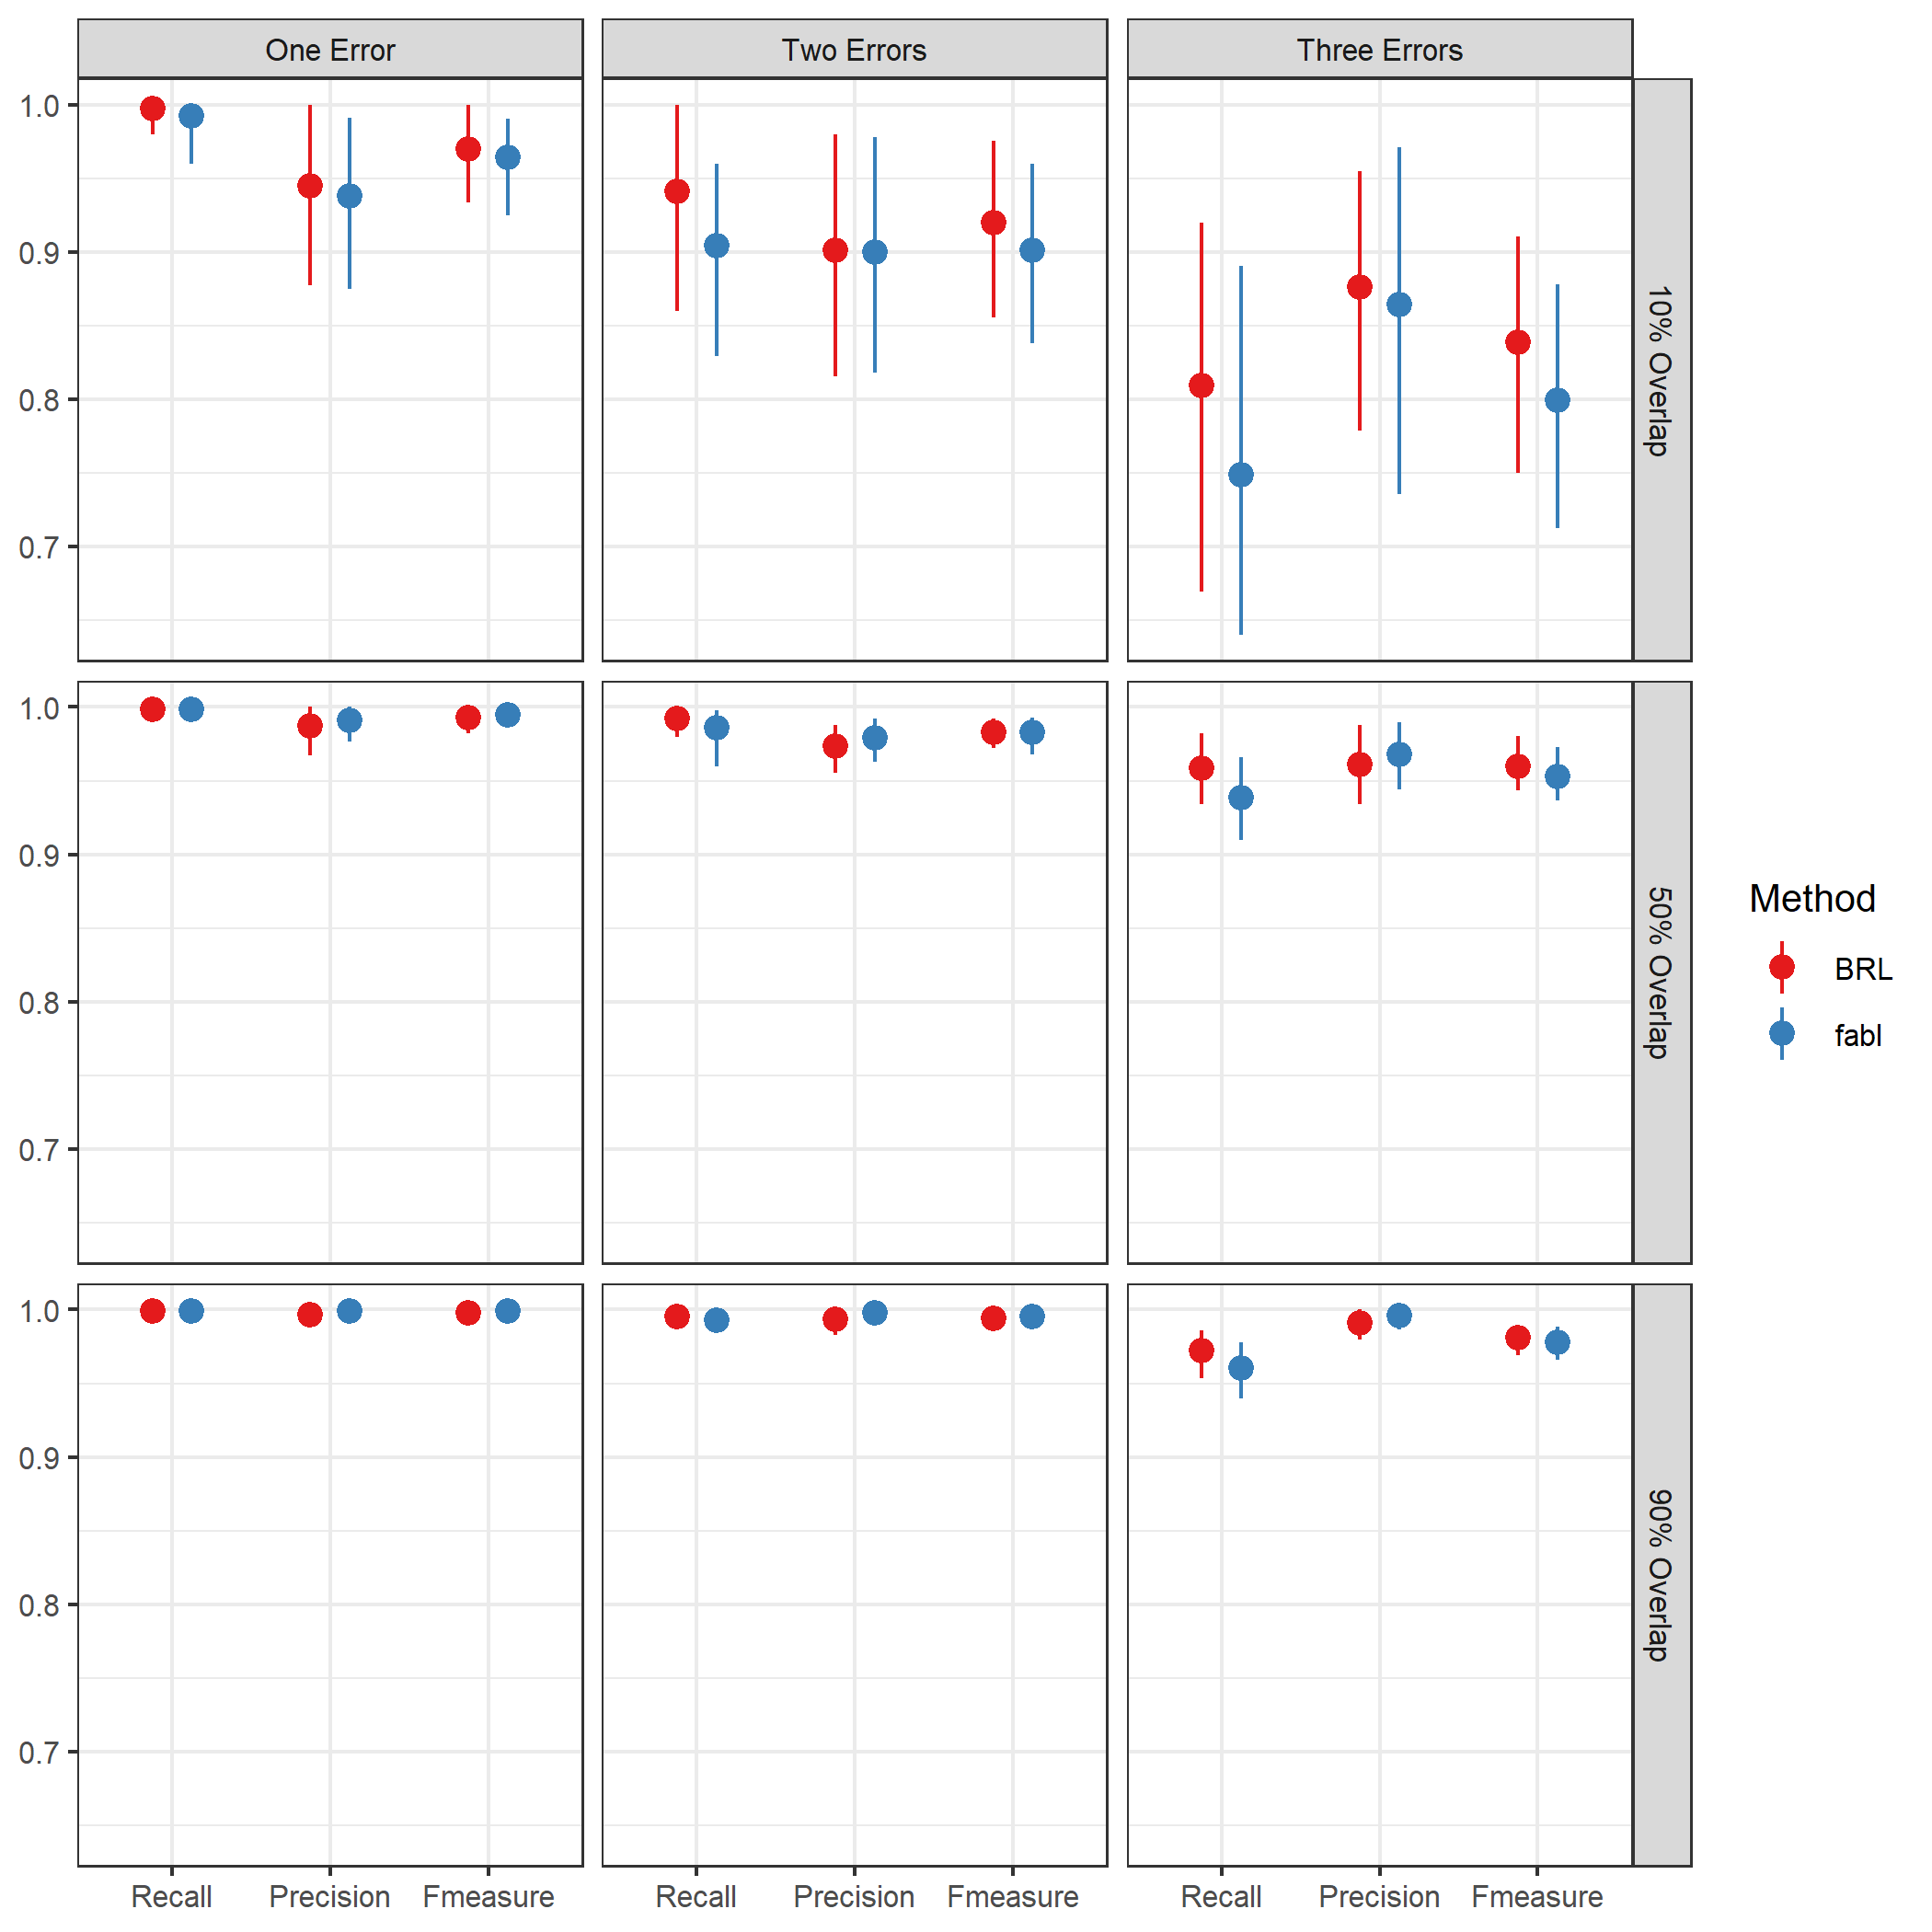 One Error
Two Errors
Three Errors
1.0
0.9
0.8
0.7
10% Overlap
1.0
0.9
0.8
0.7
50% Overlap
1.0
0.9
0.8
0.7
90% Overlap
Recall Precision Fmeasure
Recall Precision Fmeasure
Recall Precision Fmeasure
Method
BRL
fabl